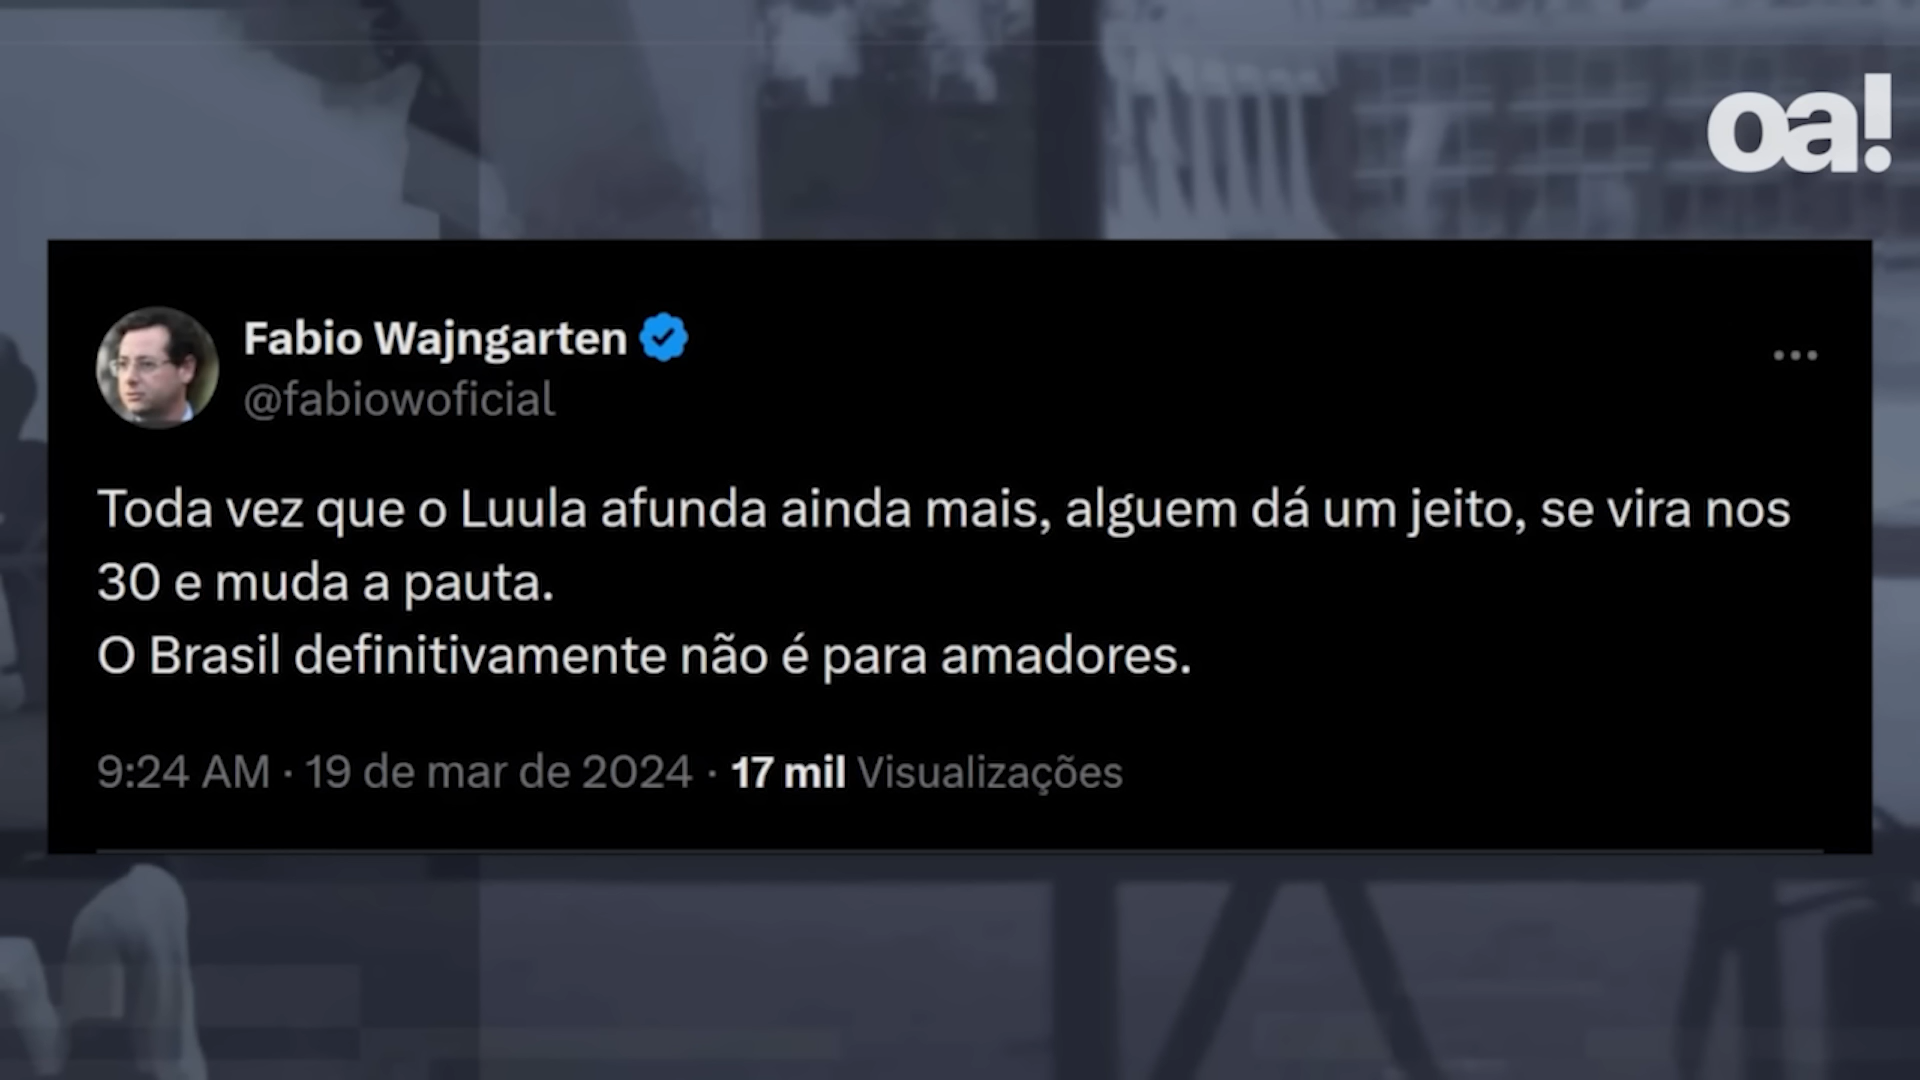 oa!
Fabio Wajngarten
@fabiowoficial
Toda vez que o Luula afunda ainda mais, alguem dá um jeito, se vira nos
30 e muda a pauta.
O Brasil definitivamente não é para amadores.
9:24 AM · 19 de mar de 2024 · 17 mil Visualizações